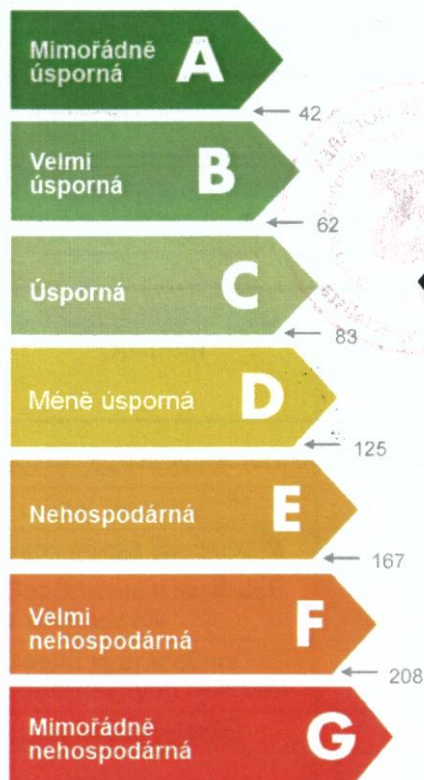 Mimořádně
úsporná
A
42
Velmi
úsporná
B
62
Úsporná
C
83
Méně úsporná
D
125
Nehospodárná
E
167
Velmi
nehospodárná
F
208
Mimořádně
nehospodárná
G